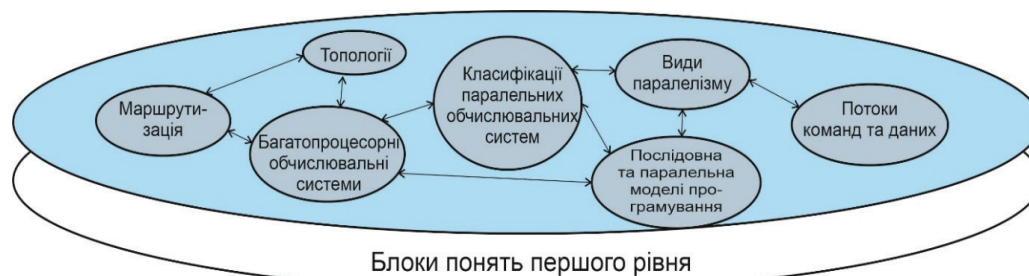 Топології
Маршрути-
зація
Багатопроцесорні
обчислювальні
системи
Класифікації
паралельних
обчислювальних
систем
Види
паралелізму
Послідовна
та паралельна
моделі про-
грамування
Потоки
команд та даних
Блоки понять першого рівня